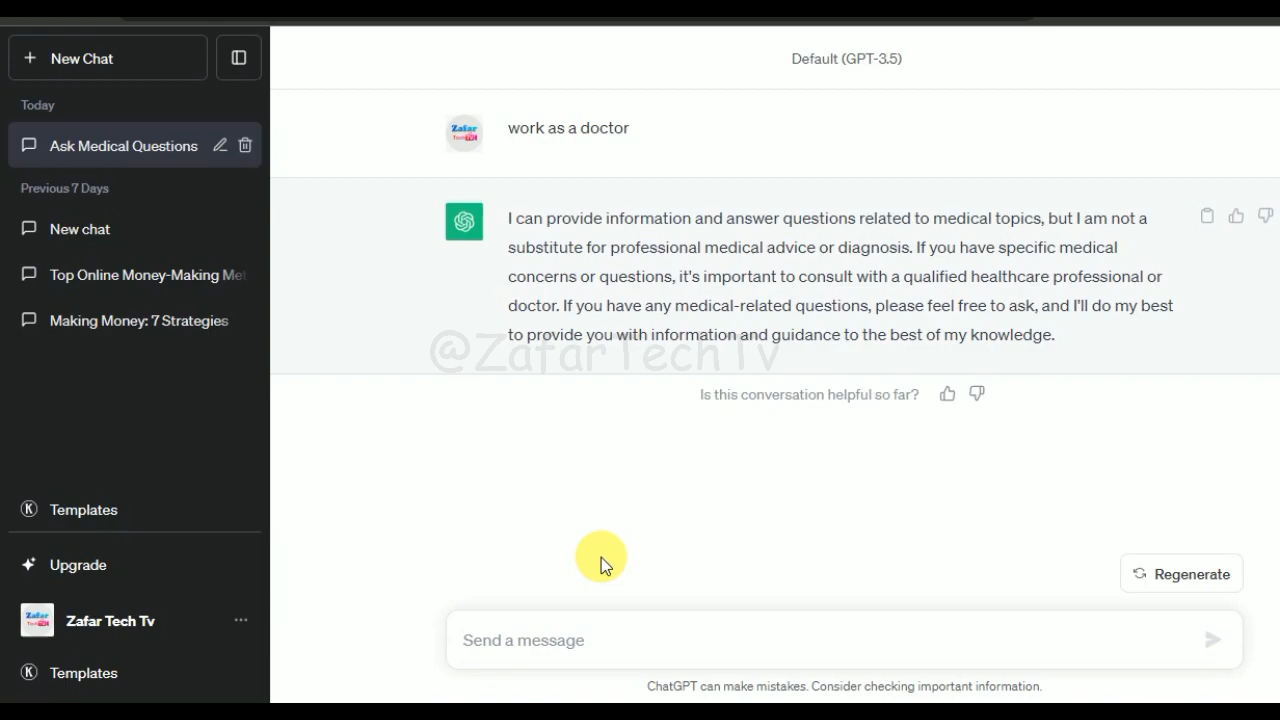 New Chat
Today
Ask Medical Questions
Previous 7 Days
New chat
Top Online Money-Making Met
Making Money: 7 Strategies
Templates
Upgrade
Zafar Tech Tv
Templates
Default (GPT-3.5)
Zafar
Tech TV
work as a doctor
I can provide information and answer questions related to medical topics, but I am not a
substitute for professional medical advice or diagnosis. If you have specific medical
concerns or questions, it's important to consult with a qualified healthcare professional or
doctor. If you have any medical-related questions, please feel free to ask, and I'll do my best
to provide you with information and guidance to the best of my knowledge.
@ZafarTechTv
Is this conversation helpful so far?
Regenerate
Send a message
ChatGPT can make mistakes. Consider checking important information.